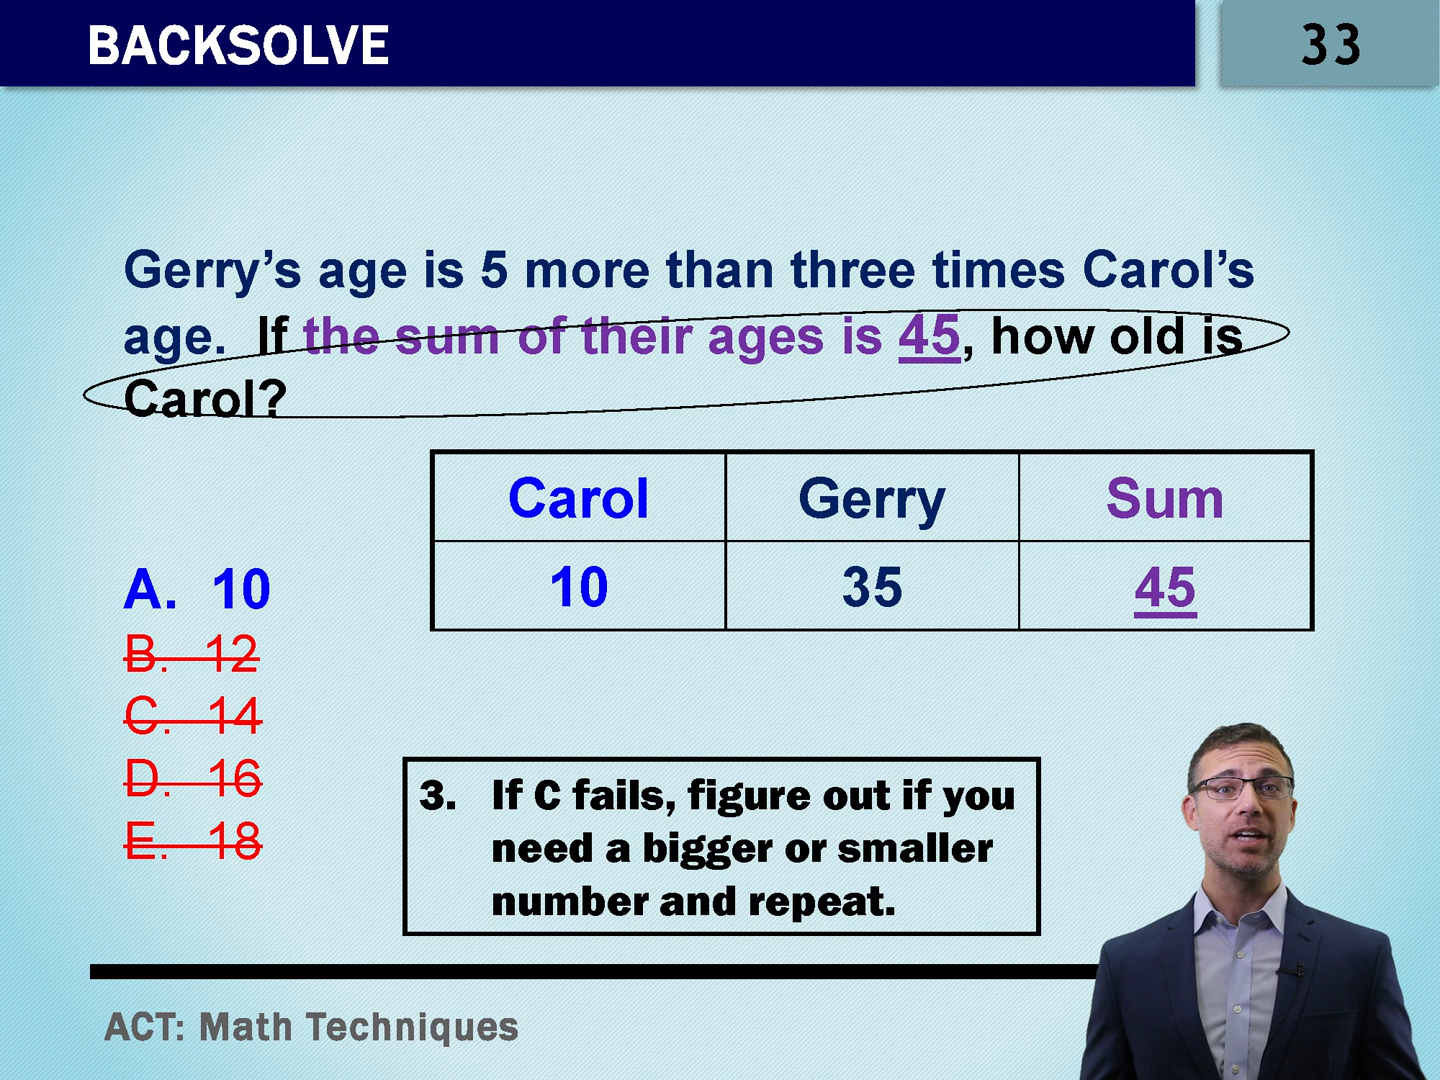 BACKSOLVE
33
Gerry’s age is 5 more than three times Carol’s
age. If the sum of their ages is 45, how old is
Carol?
Carol Gerry Sum
10 35 45
A. 10
B. 12
C. 14
D. 16
E. 18
3. If C fails, figure out if you
need a bigger or smaller
number and repeat.
ACT: Math Techniques